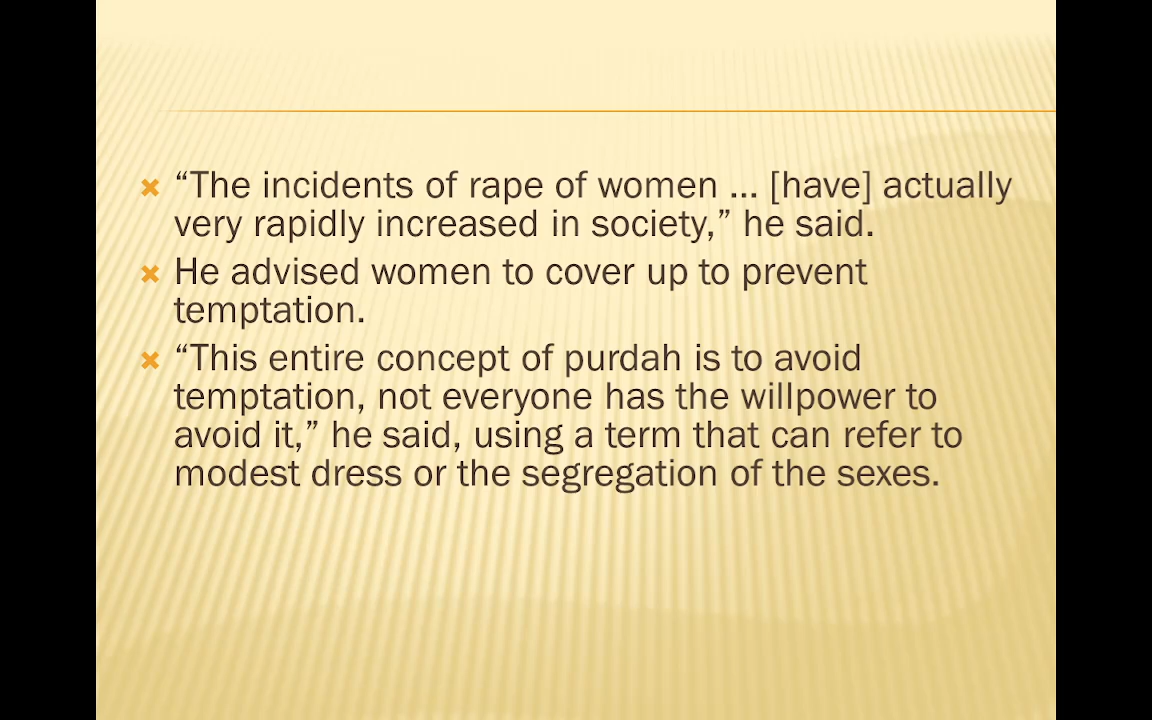 “The incidents of rape of women ... [have] actually
very rapidly increased in society,” he said.
He advised women to cover up to prevent
temptation.
“This entire concept of purdah is to avoid
temptation, not everyone has the willpower to
avoid it,” he said, using a term that can refer to
modest dress or the segregation of the sexes.